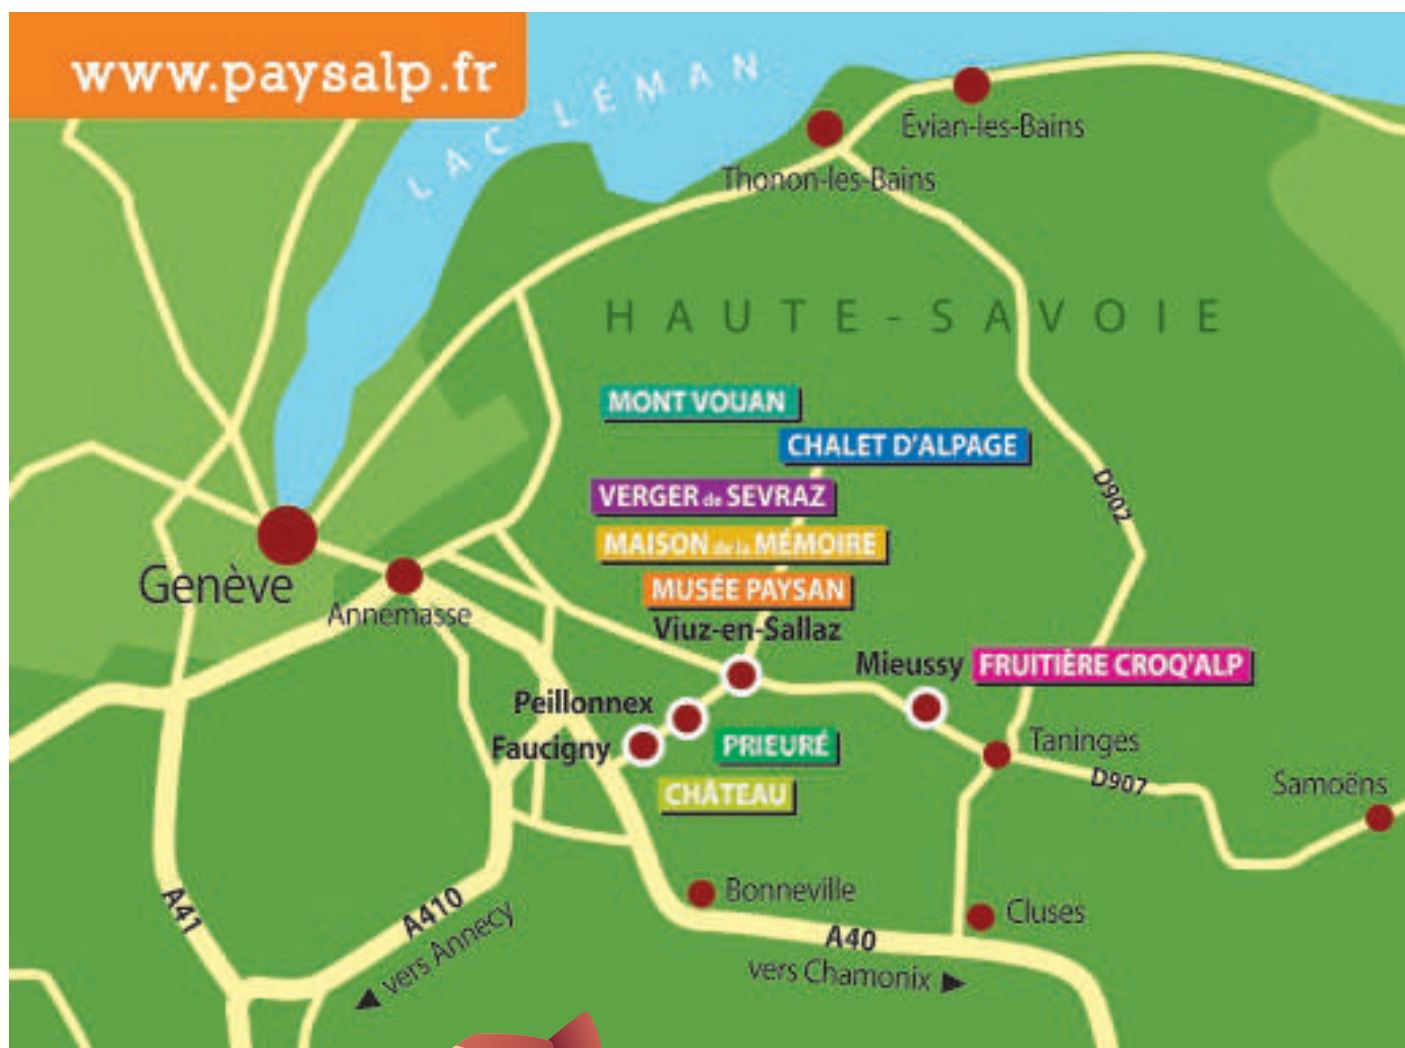 www.paysalp.fr
LAC LÉMAN
Évian-les-Bains
Thonon-les-Bains
HAUTE-SAVOIE
MONT VOUAN
CHALET D'ALPAGE
D902
VERGER de SEVRAZ
MAISON de la MÉMOIRE
Genève
Annemasse
MUSÉE PAYSAN
Viuz-en-Sallaz
Mieussy
FRUITIÈRE CROQ'ALP
Peillonnex
Faucigny
PRIEURÉ
Taninges
D907
Samoëns
CHÂTEAU
Bonneville
Cluses
A41
A410
vers Annecy
A40
vers Chamonix